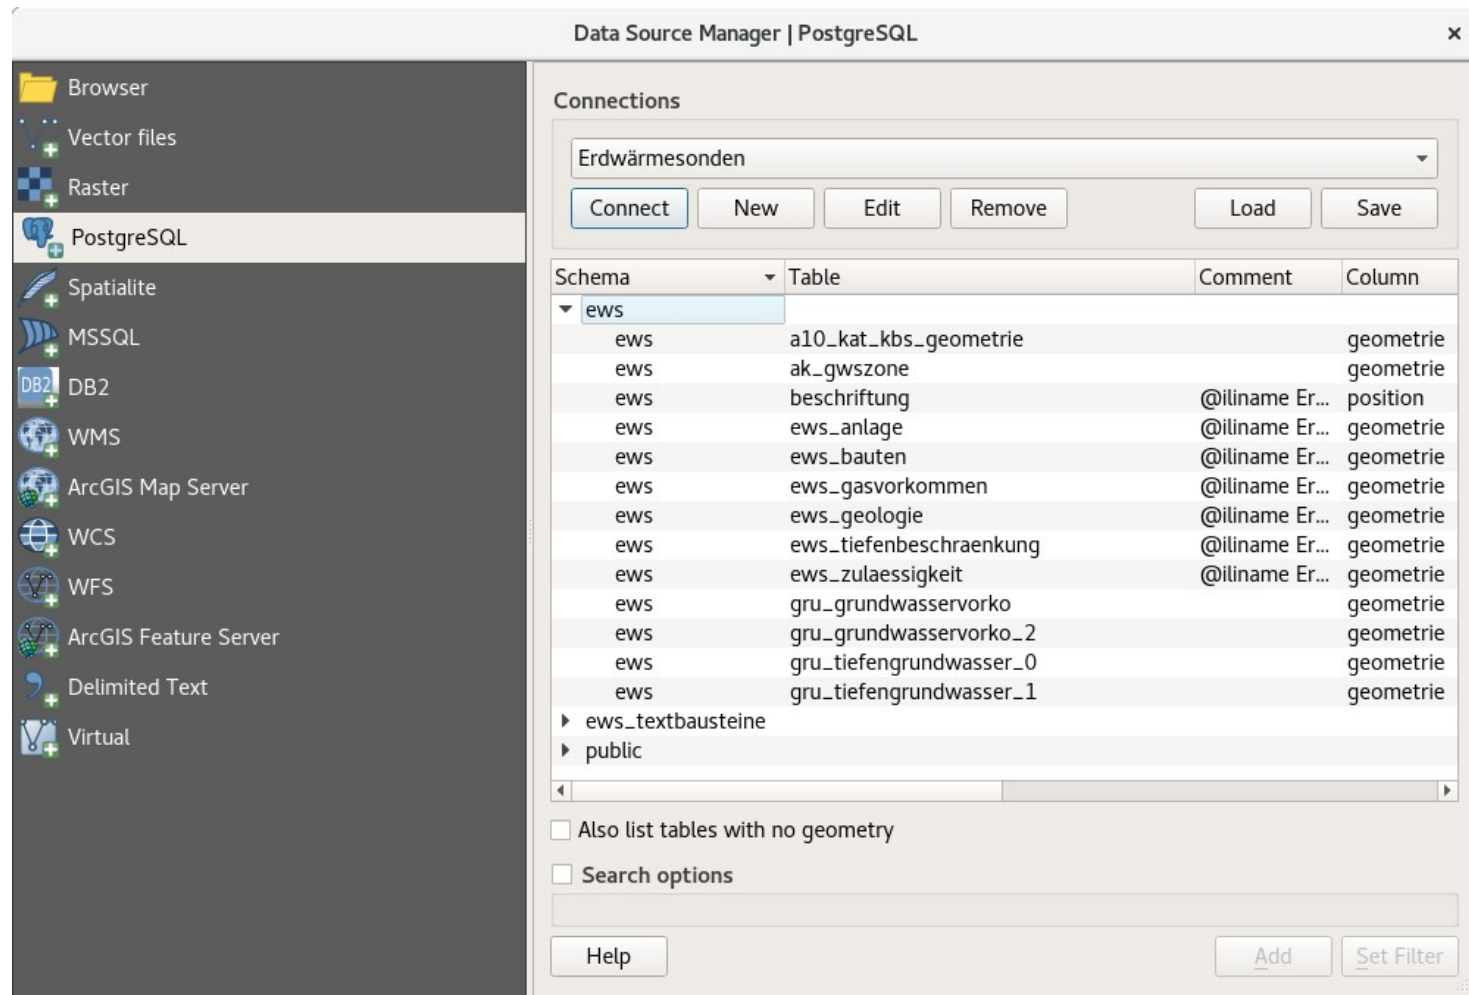 Data Source Manager | PostgreSQL
Browser
Vector files
Raster
PostgreSQL
Spatialite
MSSQL
DB2 DB2
WMS
ArcGIS Map Server
WCS
WFS
ArcGIS Feature Server
Delimited Text
Virtual
Connections
Erdwärmesonden
Connect New Edit Remove Load Save
Schema Table Comment Column
ews
ews a10_kat_kbs_geometrie geometrie
ews ak_gwszone geometrie
ews beschriftung @iliname Er... position
ews ews_anlage @iliname Er... geometrie
ews ews_bauten @iliname Er... geometrie
ews ews_gasvorkommen @iliname Er... geometrie
ews ews_geologie @iliname Er... geometrie
ews ews_tiefenbeschraenkung @iliname Er... geometrie
ews ews_zulaessigkeit @iliname Er... geometrie
ews gru_grundwasservorko geometrie
ews gru_grundwasservorko_2 geometrie
ews gru_tiefengrundwasser_0 geometrie
ews gru_tiefengrundwasser_1 geometrie
ews_textbausteine
public
Also list tables with no geometry
Search options
Help Add Set Filter